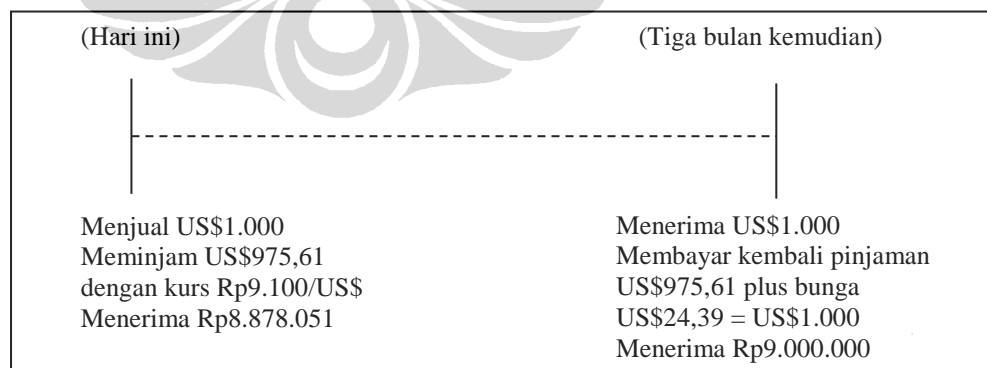 (Hari ini)
(Tiga bulan kemudian)
Menjual US$1.000
Meminjam US$975,61
dengan kurs Rp9.100/US$
Menerima Rp8.878.051
Menerima US$1.000
Membayar kembali pinjaman
US$975,61 plus bunga
US$24,39 = US$1.000
Menerima Rp9.000.000